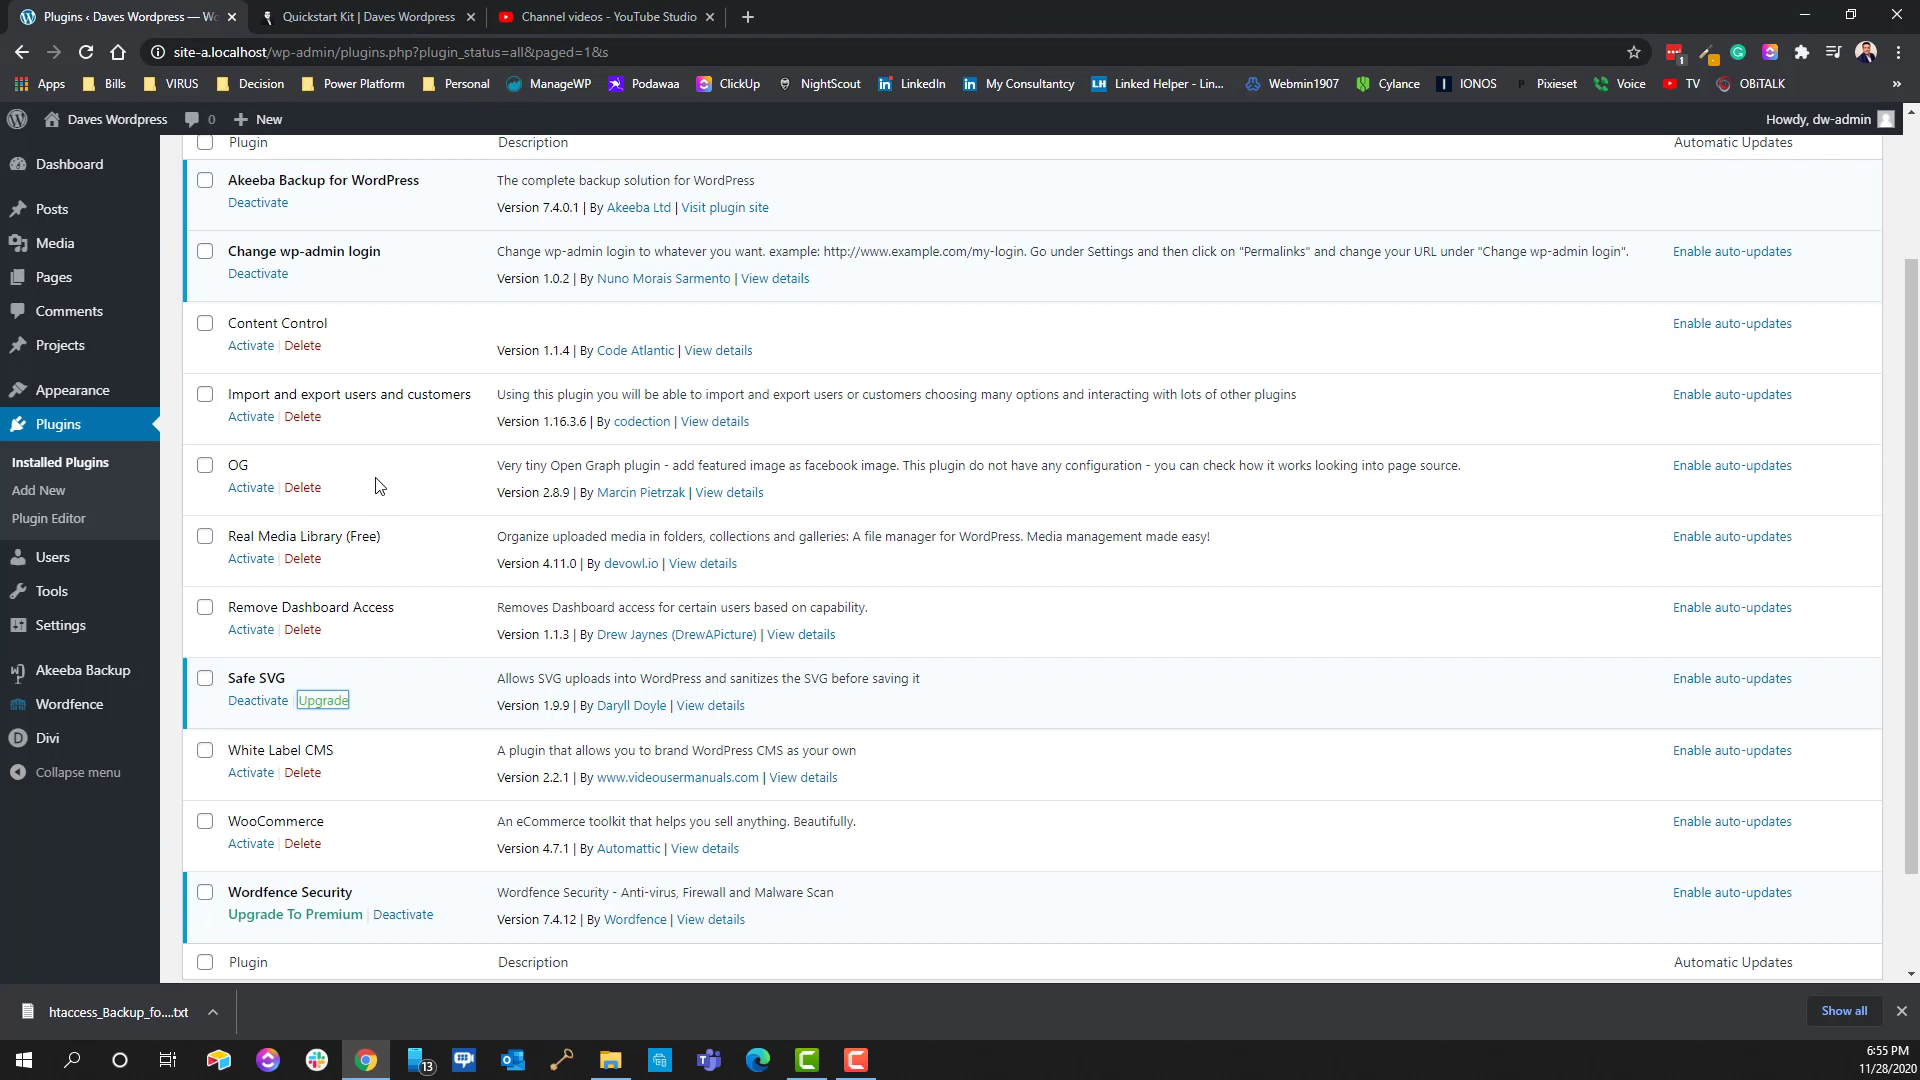 Plugins ‹ Daves Wordpress — Wo
Quickstart Kit | Daves Wordpress
Channel videos - YouTube Studio
site-a.localhost/wp-admin/plugins.php?plugin_status=all&paged=1&s
1
Apps
Bills
VIRUS
Decision
Power Platform
Personal
ManageWP
Podawaa
ClickUp
NightScout
LinkedIn
My Consultantcy
LH
Linked Helper - Lin...
Webmin1907
Cylance
IONOS
Pixieset
Voice
TV
OBiTALK
»
Daves Wordpress
0
New
Howdy, dw-admin
Dashboard
Posts
Media
Pages
Comments
Projects
Appearance
Plugins
Installed Plugins
Add New
Plugin Editor
Users
Tools
Settings
Akeeba Backup
Wordfence
Divi
Collapse menu
Plugin
Description
Automatic Updates
Akeeba Backup for WordPress
The complete backup solution for WordPress
Deactivate
Version 7.4.0.1 | By Akeeba Ltd | Visit plugin site
Change wp-admin login
Change wp-admin login to whatever you want. example: http://www.example.com/my-login. Go under Settings and then click on "Permalinks" and change your URL under "Change wp-admin login".
Enable auto-updates
Deactivate
Version 1.0.2 | By Nuno Morais Sarmento | View details
Content Control
Enable auto-updates
Activate | Delete
Version 1.1.4 | By Code Atlantic | View details
Import and export users and customers
Using this plugin you will be able to import and export users or customers choosing many options and interacting with lots of other plugins
Enable auto-updates
Activate | Delete
Version 1.16.3.6 | By codection | View details
OG
Very tiny Open Graph plugin - add featured image as facebook image. This plugin do not have any configuration - you can check how it works looking into page source.
Enable auto-updates
Activate | Delete
Version 2.8.9 | By Marcin Pietrzak | View details
Real Media Library (Free)
Organize uploaded media in folders, collections and galleries: A file manager for WordPress. Media management made easy!
Enable auto-updates
Activate | Delete
Version 4.11.0 | By devowl.io | View details
Remove Dashboard Access
Removes Dashboard access for certain users based on capability.
Enable auto-updates
Activate | Delete
Version 1.1.3 | By Drew Jaynes (DrewAPicture) | View details
Safe SVG
Allows SVG uploads into WordPress and sanitizes the SVG before saving it
Enable auto-updates
Deactivate | Upgrade
Version 1.9.9 | By Daryll Doyle | View details
White Label CMS
A plugin that allows you to brand WordPress CMS as your own
Enable auto-updates
Activate | Delete
Version 2.2.1 | By www.videousermanuals.com | View details
WooCommerce
An eCommerce toolkit that helps you sell anything. Beautifully.
Enable auto-updates
Activate | Delete
Version 4.7.1 | By Automattic | View details
Wordfence Security
Wordfence Security - Anti-virus, Firewall and Malware Scan
Enable auto-updates
Upgrade To Premium | Deactivate
Version 7.4.12 | By Wordfence | View details
Plugin
Description
Automatic Updates
htaccess_Backup_fo....txt
Show all
13
6:55 PM
11/28/2020